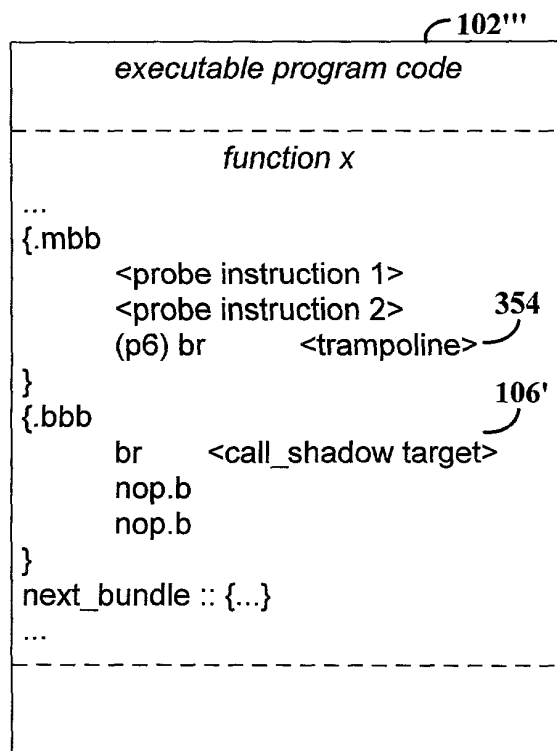 102'''
executable program code
function x
...
{.mbb
<probe instruction 1>
<probe instruction 2>
354
(p6) br <trampoline>
}
106'
{.bbb
br <call_shadow target>
nop.b
nop.b
}
next_bundle :: {...}
...